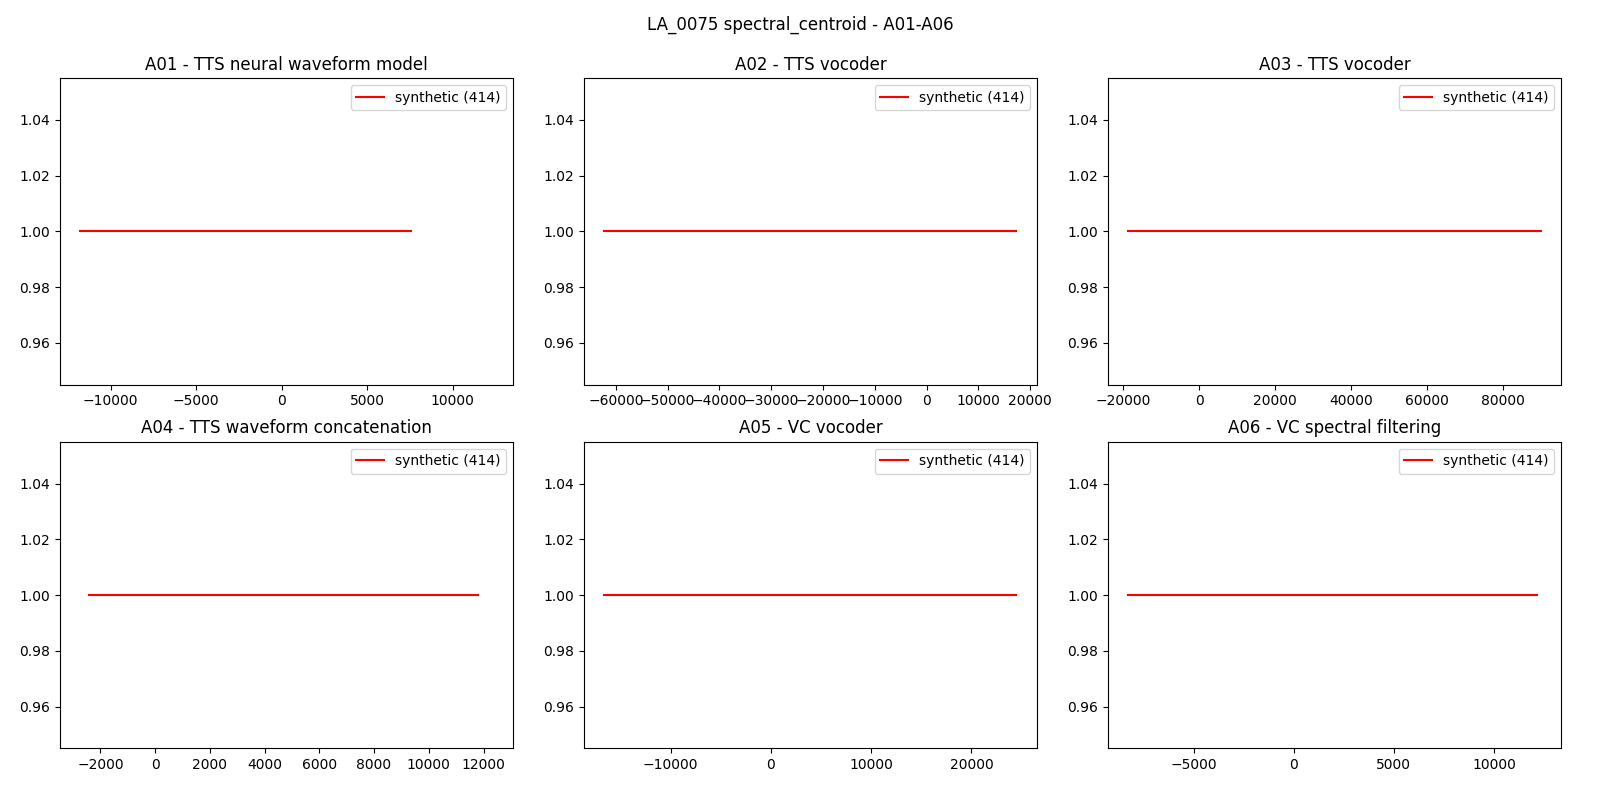 LA_0075 spectral_centroid - A01-A06
A01 - TTS neural waveform model
A02 - TTS vocoder
A03 - TTS vocoder
synthetic (414)
synthetic (414)
synthetic (414)
1.04
1.02
1.00
0.98
0.96
1.04
1.02
1.00
0.98
0.96
1.04
1.02
1.00
0.98
0.96
−10000 −5000 0 5000 10000
−60000 −50000 −40000 −30000 −20000 −10000 0 10000 20000
−20000 0 20000 40000 60000 80000
A04 - TTS waveform concatenation
A05 - VC vocoder
A06 - VC spectral filtering
synthetic (414)
synthetic (414)
synthetic (414)
1.04
1.02
1.00
0.98
0.96
1.04
1.02
1.00
0.98
0.96
1.04
1.02
1.00
0.98
0.96
−2000 0 2000 4000 6000 8000 10000 12000
−10000 0 10000 20000
−5000 0 5000 10000